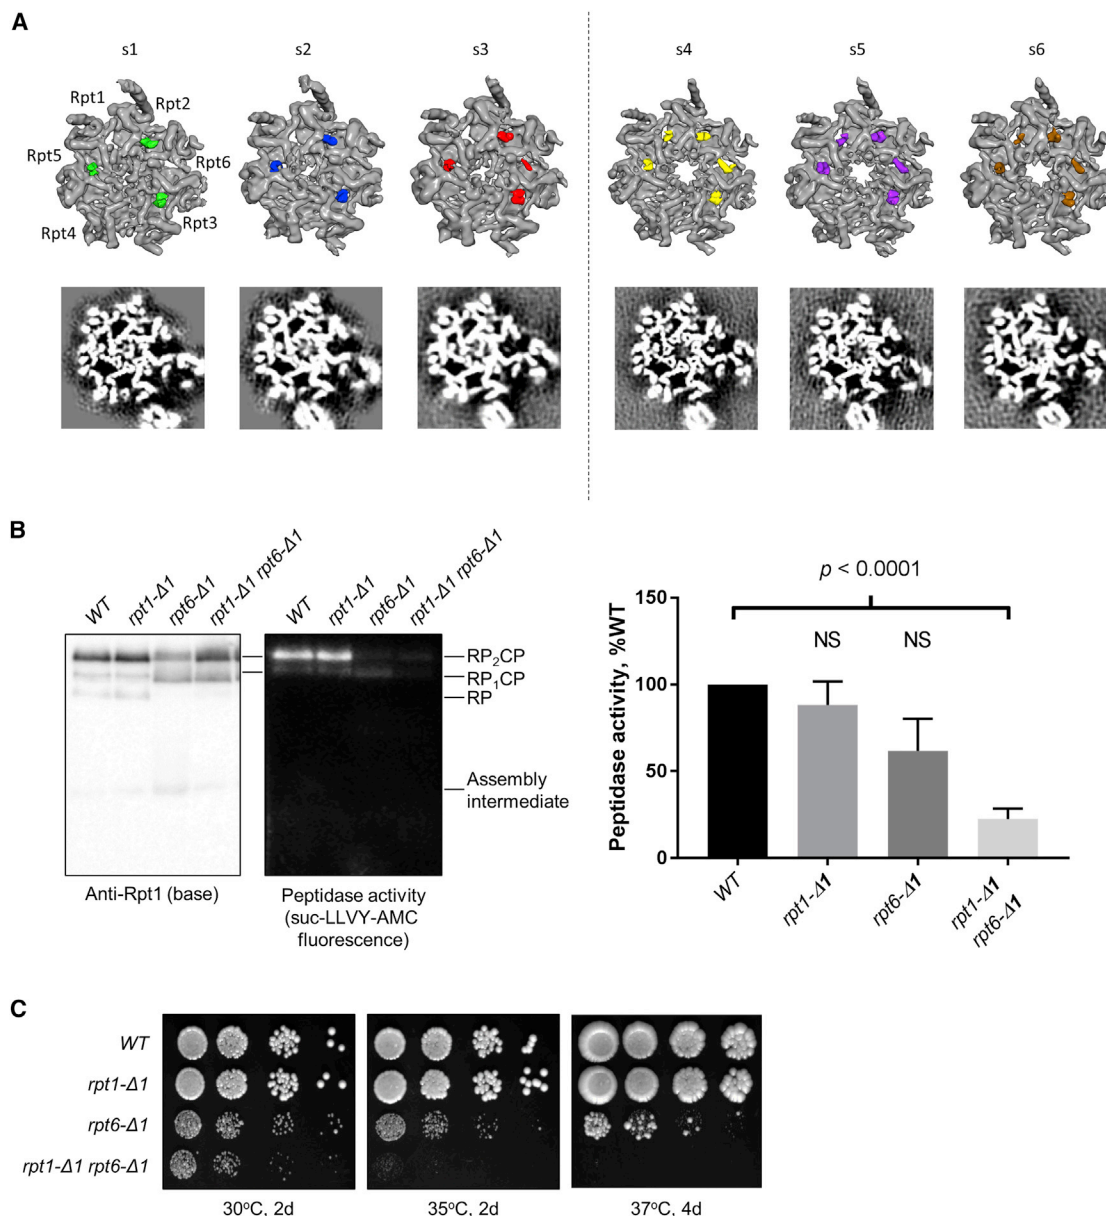 A
s1 s2 s3 s4 s5 s6
Rpt1 Rpt2
Rpt5 Rpt6
Rpt4 Rpt3
B
WT rpt1-Δ1 rpt6-Δ1 rpt1-Δ1 rpt6-Δ1 WT rpt1-Δ1 rpt6-Δ1 rpt1-Δ1 rpt6-Δ1
RP₂CP
RP₁CP
RP
Assembly
intermediate
Anti-Rpt1 (base)
Peptidase activity
(suc-LLVY-AMC
fluorescence)
p < 0.0001
Peptidase activity, %WT
150
100
50
0
NS NS
WT
rpt1-Δ1
rpt6-Δ1
rpt1-Δ1
rpt6-Δ1
C
WT
rpt1-Δ1
rpt6-Δ1
rpt1-Δ1 rpt6-Δ1
30°C, 2d 35°C, 2d 37°C, 4d